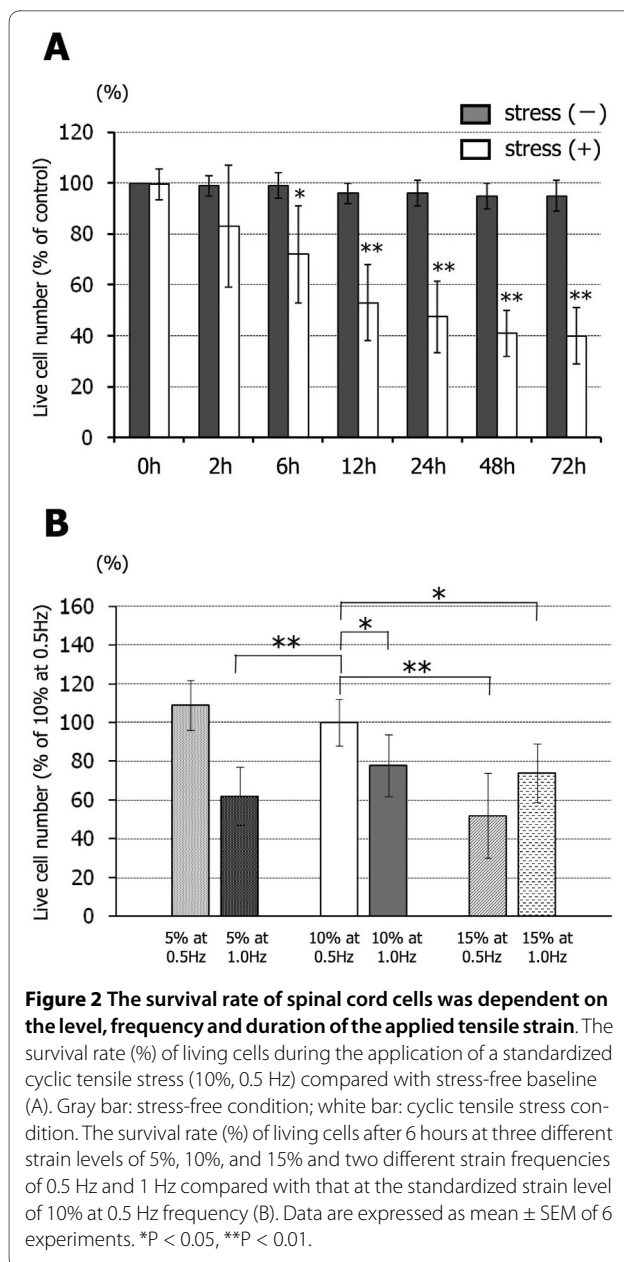 A
(%)
stress (−)
stress (+)
Live cell number (% of control)
120
100
80
60
40
20
0
*
**
**
**
**
0h 2h 6h 12h 24h 48h 72h
B
(%)
Live cell number (% of 10% at 0.5Hz)
160
140
120
100
80
60
40
20
0
*
**
*
**
5% at 0.5Hz
5% at 1.0Hz
10% at 0.5Hz
10% at 1.0Hz
15% at 0.5Hz
15% at 1.0Hz
Figure 2 The survival rate of spinal cord cells was dependent on
the level, frequency and duration of the applied tensile strain. The
survival rate (%) of living cells during the application of a standardized
cyclic tensile stress (10%, 0.5 Hz) compared with stress-free baseline
(A). Gray bar: stress-free condition; white bar: cyclic tensile stress con-
dition. The survival rate (%) of living cells after 6 hours at three different
strain levels of 5%, 10%, and 15% and two different strain frequencies
of 0.5 Hz and 1 Hz compared with that at the standardized strain level
of 10% at 0.5 Hz frequency (B). Data are expressed as mean ± SEM of 6
experiments. *P < 0.05, **P < 0.01.